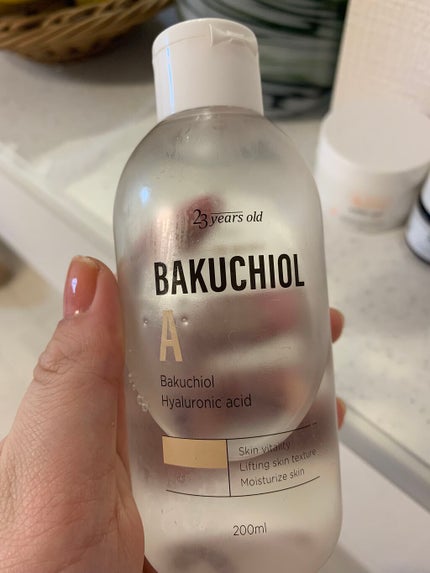 23 years old
BAKUCHIOL
A
Bakuchiol
Hyaluronic acid
Skin vitality
Lifting skin texture
Moisturize skin
200ml